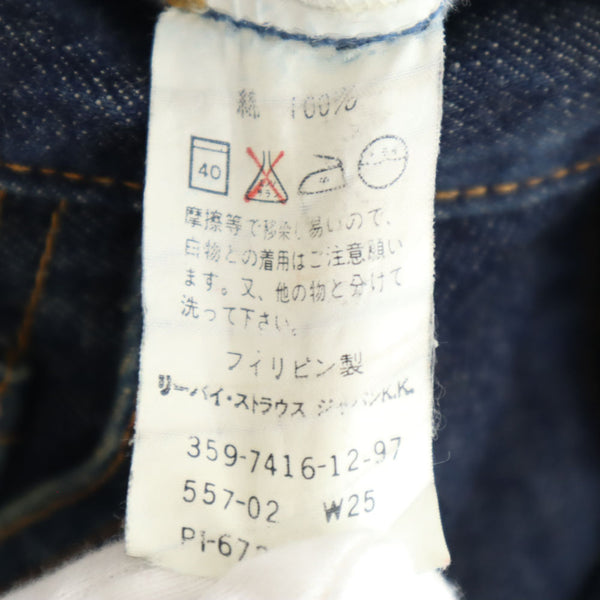 綿 100%
40
摩擦等で移染し易いので、
白物との着用はご注意願い
ます。又、他の物と分けて
洗って下さい。
フィリピン製
リーバイ・ストラウス ジャパンK.K.
359-7416-12-97
557-02 W25